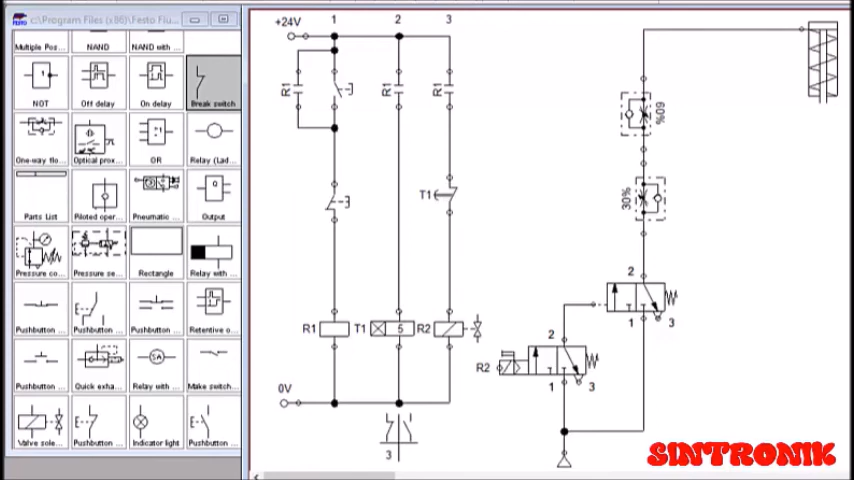 c:\Program Files (x86)\Festo Flu...
Multiple Pos...
NAND
NAND with ...
NOT
Off delay
On delay
Break switch
One-way flo...
Optical prox...
OR
Relay (Lad...
Parts List
Piloted oper...
Pneumatic ...
Output
Pressure co...
Pressure se...
Rectangle
Relay with ...
Pushbutton
Pushbutton ...
Pushbutton
Retentive o...
Pushbutton
Quick exha...
Relay with ...
Make switch...
Valve sole...
Pushbutton
Indicator light
Pushbutton
+24V
1
2
3
R1
R1
R1
T1
R1
T1
5
R2
0V
3
60%
30%
2
1
3
R2
2
1
3
SINTRONIK